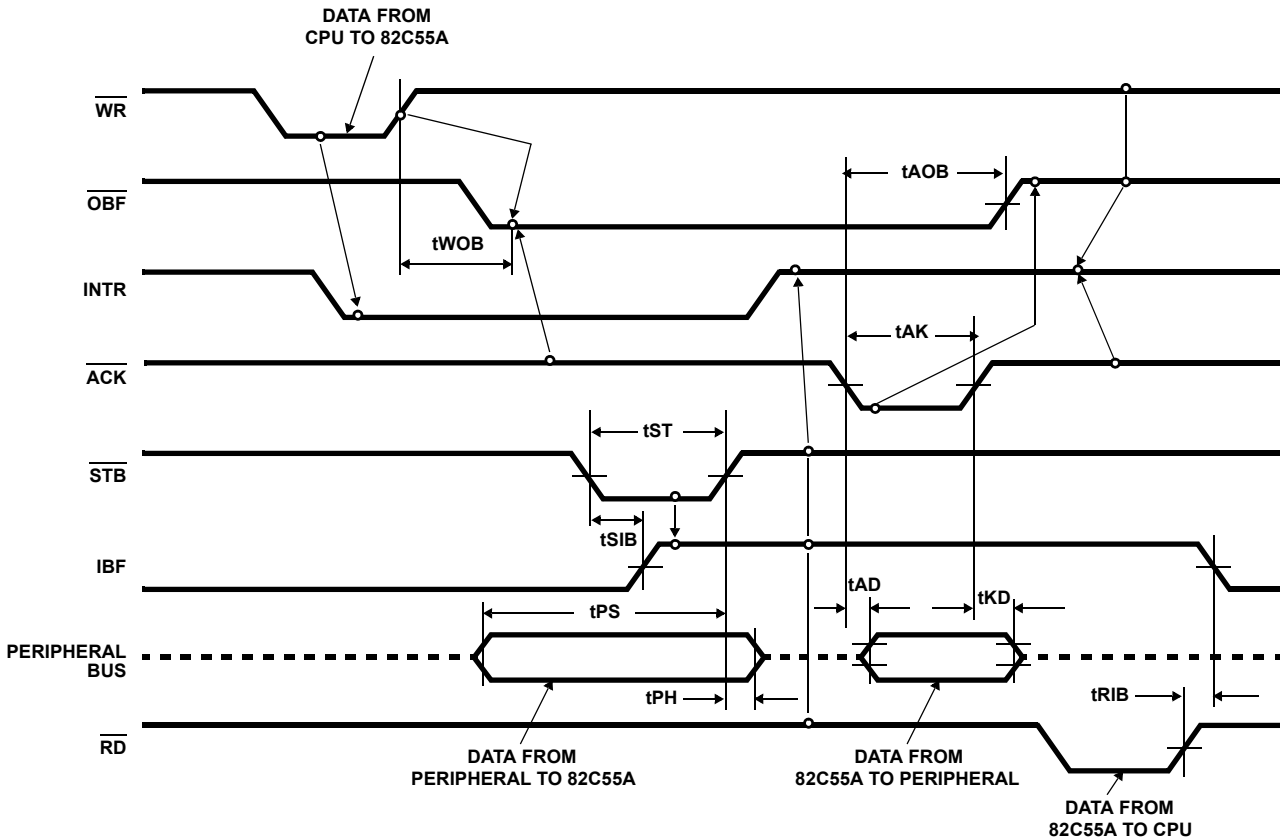 DATA FROM
CPU TO 82C55A
WR
OBF
tAOB
tWOB
INTR
tAK
ACK
tST
STB
tSIB
IBF
tAD
tKD
tPS
PERIPHERAL
BUS
tPH
tRIB
RD
DATA FROM
PERIPHERAL TO 82C55A
DATA FROM
82C55A TO PERIPHERAL
DATA FROM
82C55A TO CPU